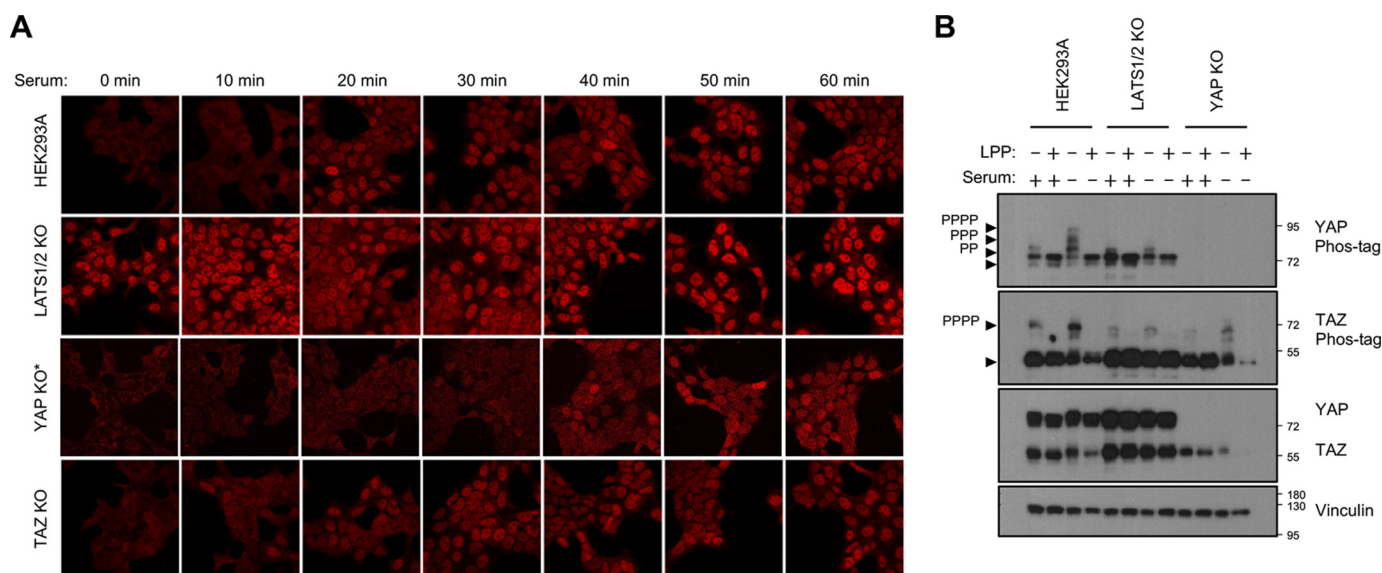 A
Serum: 0 min 10 min 20 min 30 min 40 min 50 min 60 min
HEK293A
LATS1/2 KO
YAP KO*
TAZ KO
B
HEK293A LATS1/2 KO YAP KO
LPP: − + − + − + − + − + − +
Serum: + + − − + + − − + + − −
PPPP
PPP
PP
95
72
YAP
Phos-tag
PPPP
72
55
TAZ
Phos-tag
YAP
72
TAZ
55
180
130
95
Vinculin